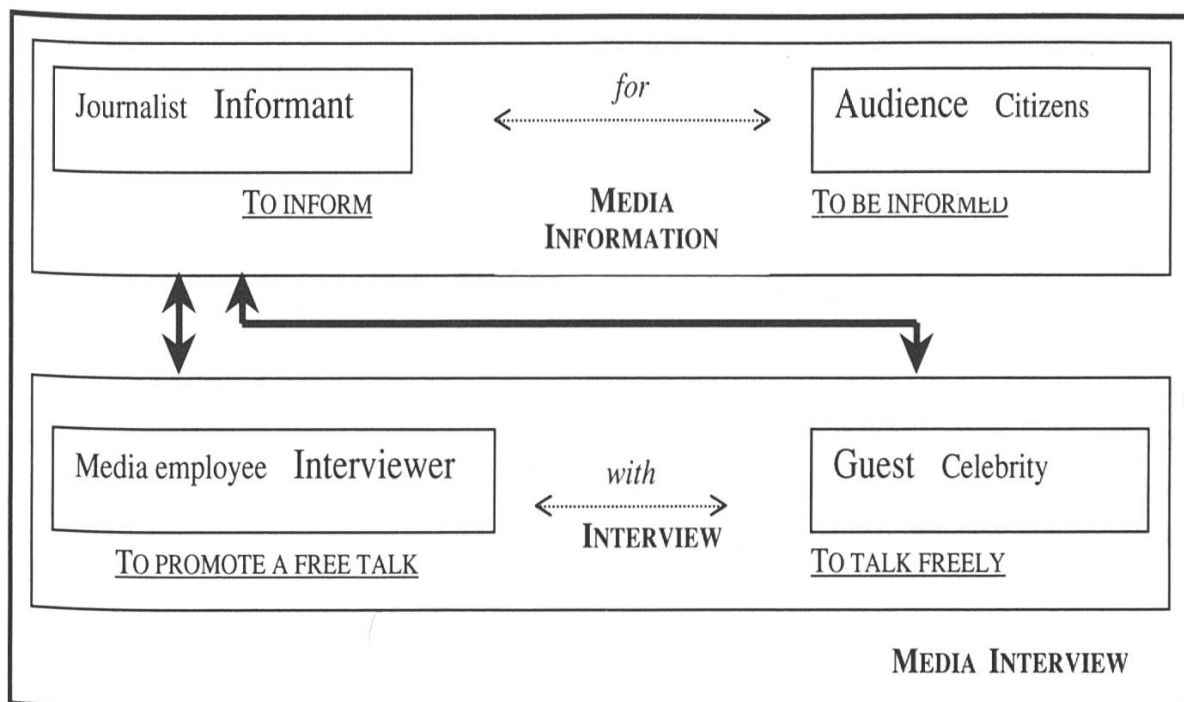 Journalist Informant
for
Audience Citizens
TO INFORM
MEDIA
INFORMATION
TO BE INFORMED
Media employee Interviewer
with
Guest Celebrity
INTERVIEW
TO PROMOTE A FREE TALK
TO TALK FREELY
MEDIA INTERVIEW